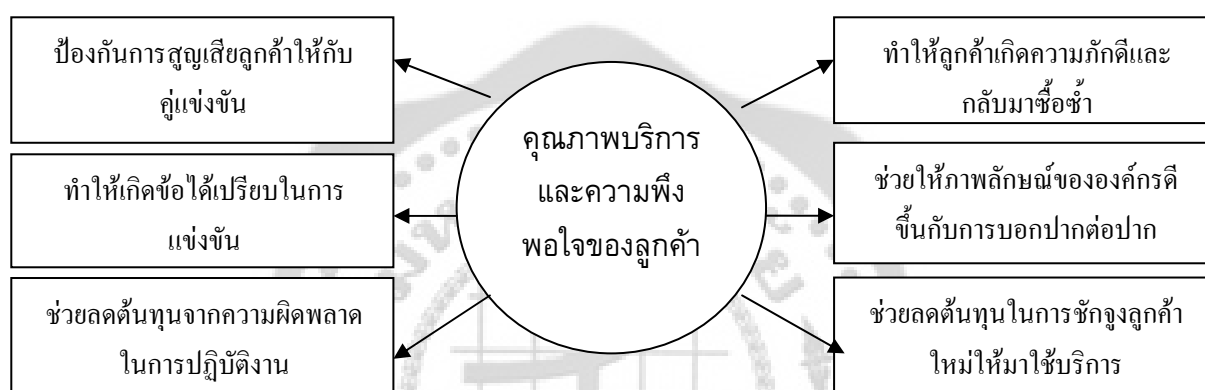 ป้องกันการสูญเสียลูกค้าให้กับ
คู่แข่งขัน
ทำให้เกิดข้อได้เปรียบในการ
แข่งขัน
ช่วยลดต้นทุนจากความผิดพลาด
ในการปฏิบัติงาน
คุณภาพบริการ
และความพึง
พอใจของลูกค้า
ทำให้ลูกค้าเกิดความภักดีและ
กลับมาซื้อซ้ำ
ช่วยให้ภาพลักษณ์ขององค์กรดี
ขึ้นกับการบอกปากต่อปาก
ช่วยลดต้นทุนในการชักจูงลูกค้า
ใหม่ให้มาใช้บริการ